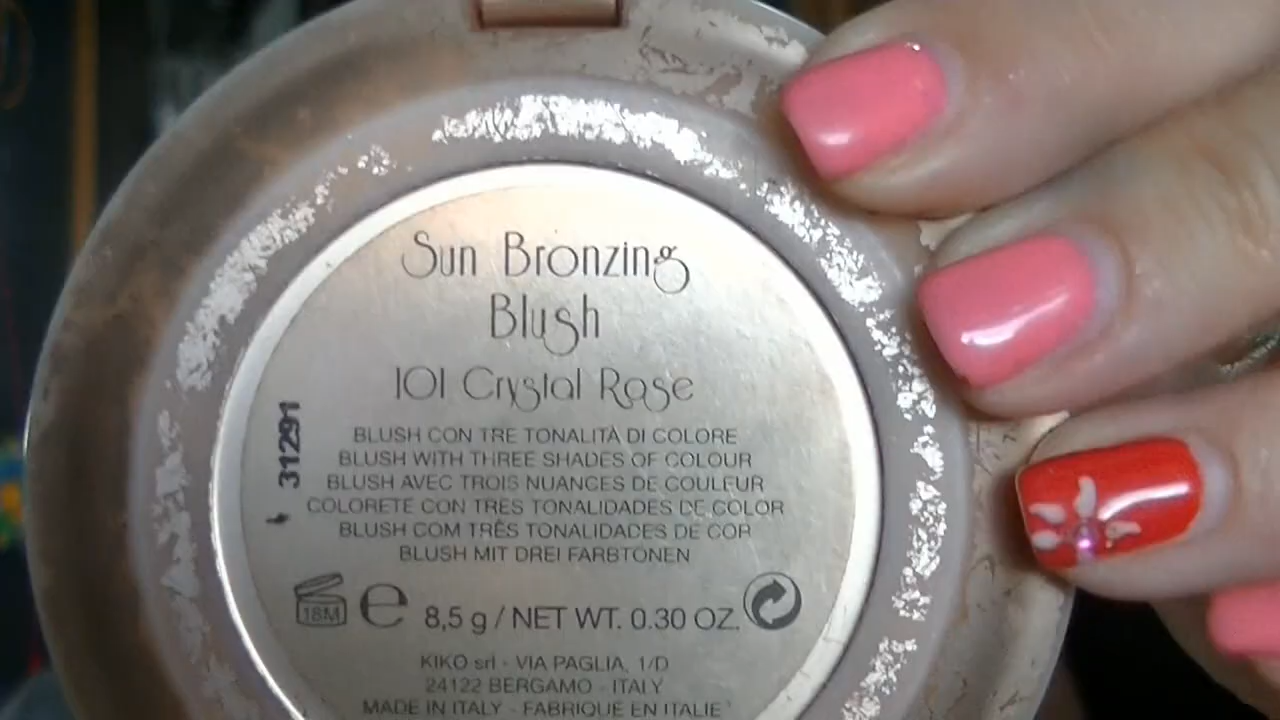 Sun Bronzing
Blush
101 Crystal Rose
31291
BLUSH CON TRE TONALITÀ DI COLORE
BLUSH WITH THREE SHADES OF COLOUR
BLUSH AVEC TROIS NUANCES DE COULEUR
COLORETE CON TRES TONALIDADES DE COLOR
BLUSH COM TRÊS TONALIDADES DE COR
BLUSH MIT DREI FARBTÖNEN
18M e 8,5 g / NET WT. 0.30 OZ.
KIKO srl - VIA PAGLIA, 1/D
24122 BERGAMO - ITALY
MADE IN ITALY - FABRIQUE EN ITALIE